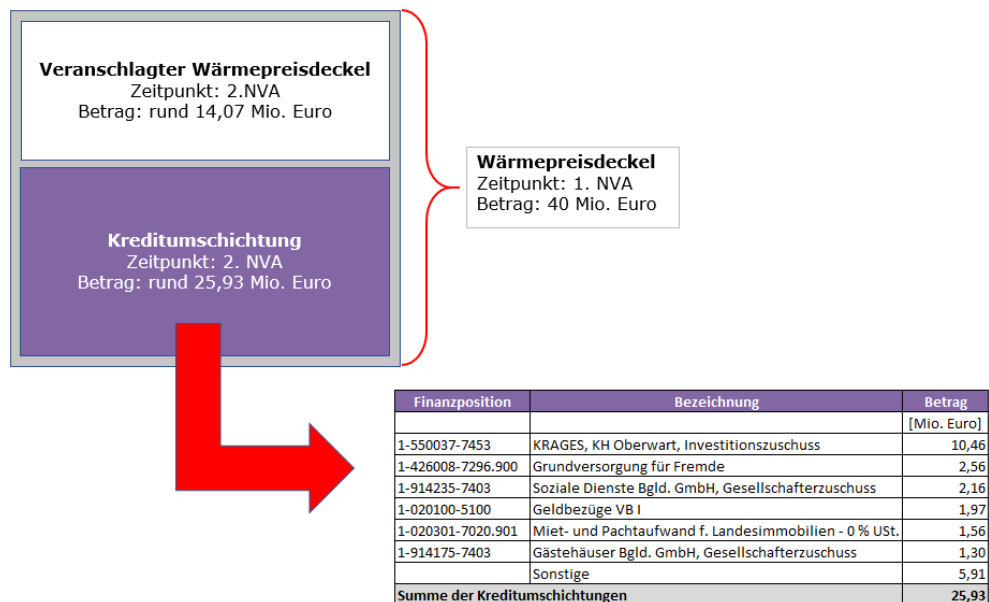 Veranschlagter Wärmepreisdeckel
Zeitpunkt: 2.NVA
Betrag: rund 14,07 Mio. Euro
Kreditumschichtung
Zeitpunkt: 2. NVA
Betrag: rund 25,93 Mio. Euro
Wärmepreisdeckel
Zeitpunkt: 1. NVA
Betrag: 40 Mio. Euro
Finanzposition Bezeichnung Betrag
[Mio. Euro]
1-550037-7453 KRAGES, KH Oberwart, Investitionszuschuss 10,46
1-426008-7296.900 Grundversorgung für Fremde 2,56
1-914235-7403 Soziale Dienste Bgld. GmbH, Gesellschafterzuschuss 2,16
1-020100-5100 Geldbezüge VB I 1,97
1-020301-7020.901 Miet- und Pachtaufwand f. Landesimmobilien - 0 % USt. 1,56
1-914175-7403 Gästehäuser Bgld. GmbH, Gesellschafterzuschuss 1,30
Sonstige 5,91
Summe der Kreditumschichtungen 25,93